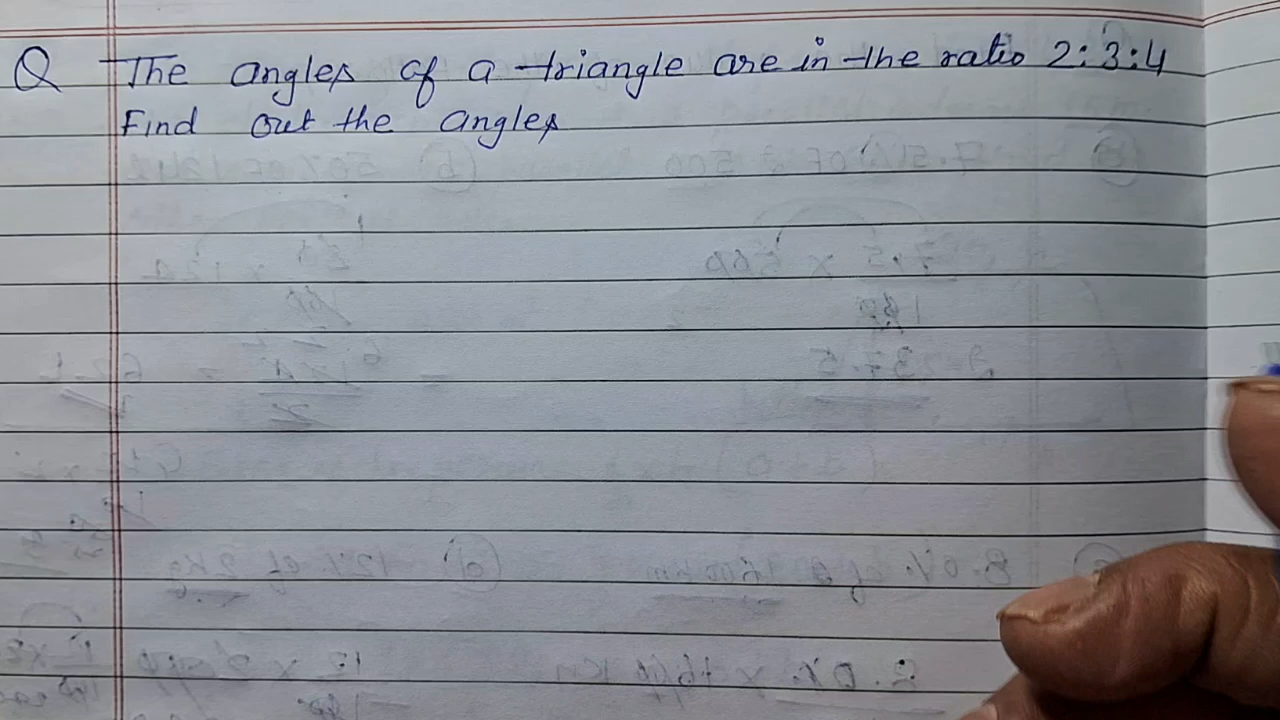 Q The angles of a triangle are in the ratio 2:3:4
Find out the angles